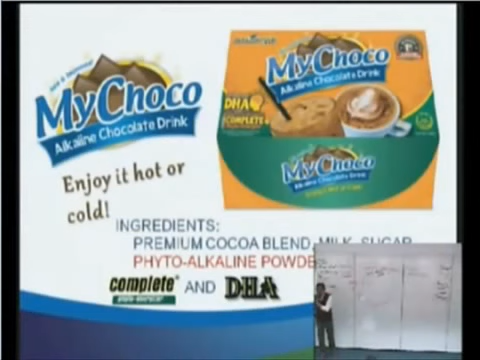 MyChoco
Alkaline Chocolate Drink
Enjoy it hot or
cold!
MyChoco
Alkaline Chocolate Drink
DHA
COMPLETE
MyChoco
Alkaline Chocolate Drink
INGREDIENTS:
PREMIUM COCOA BLEND, MILK, SUGAR
PHYTO-ALKALINE POWDE
complete AND DHA